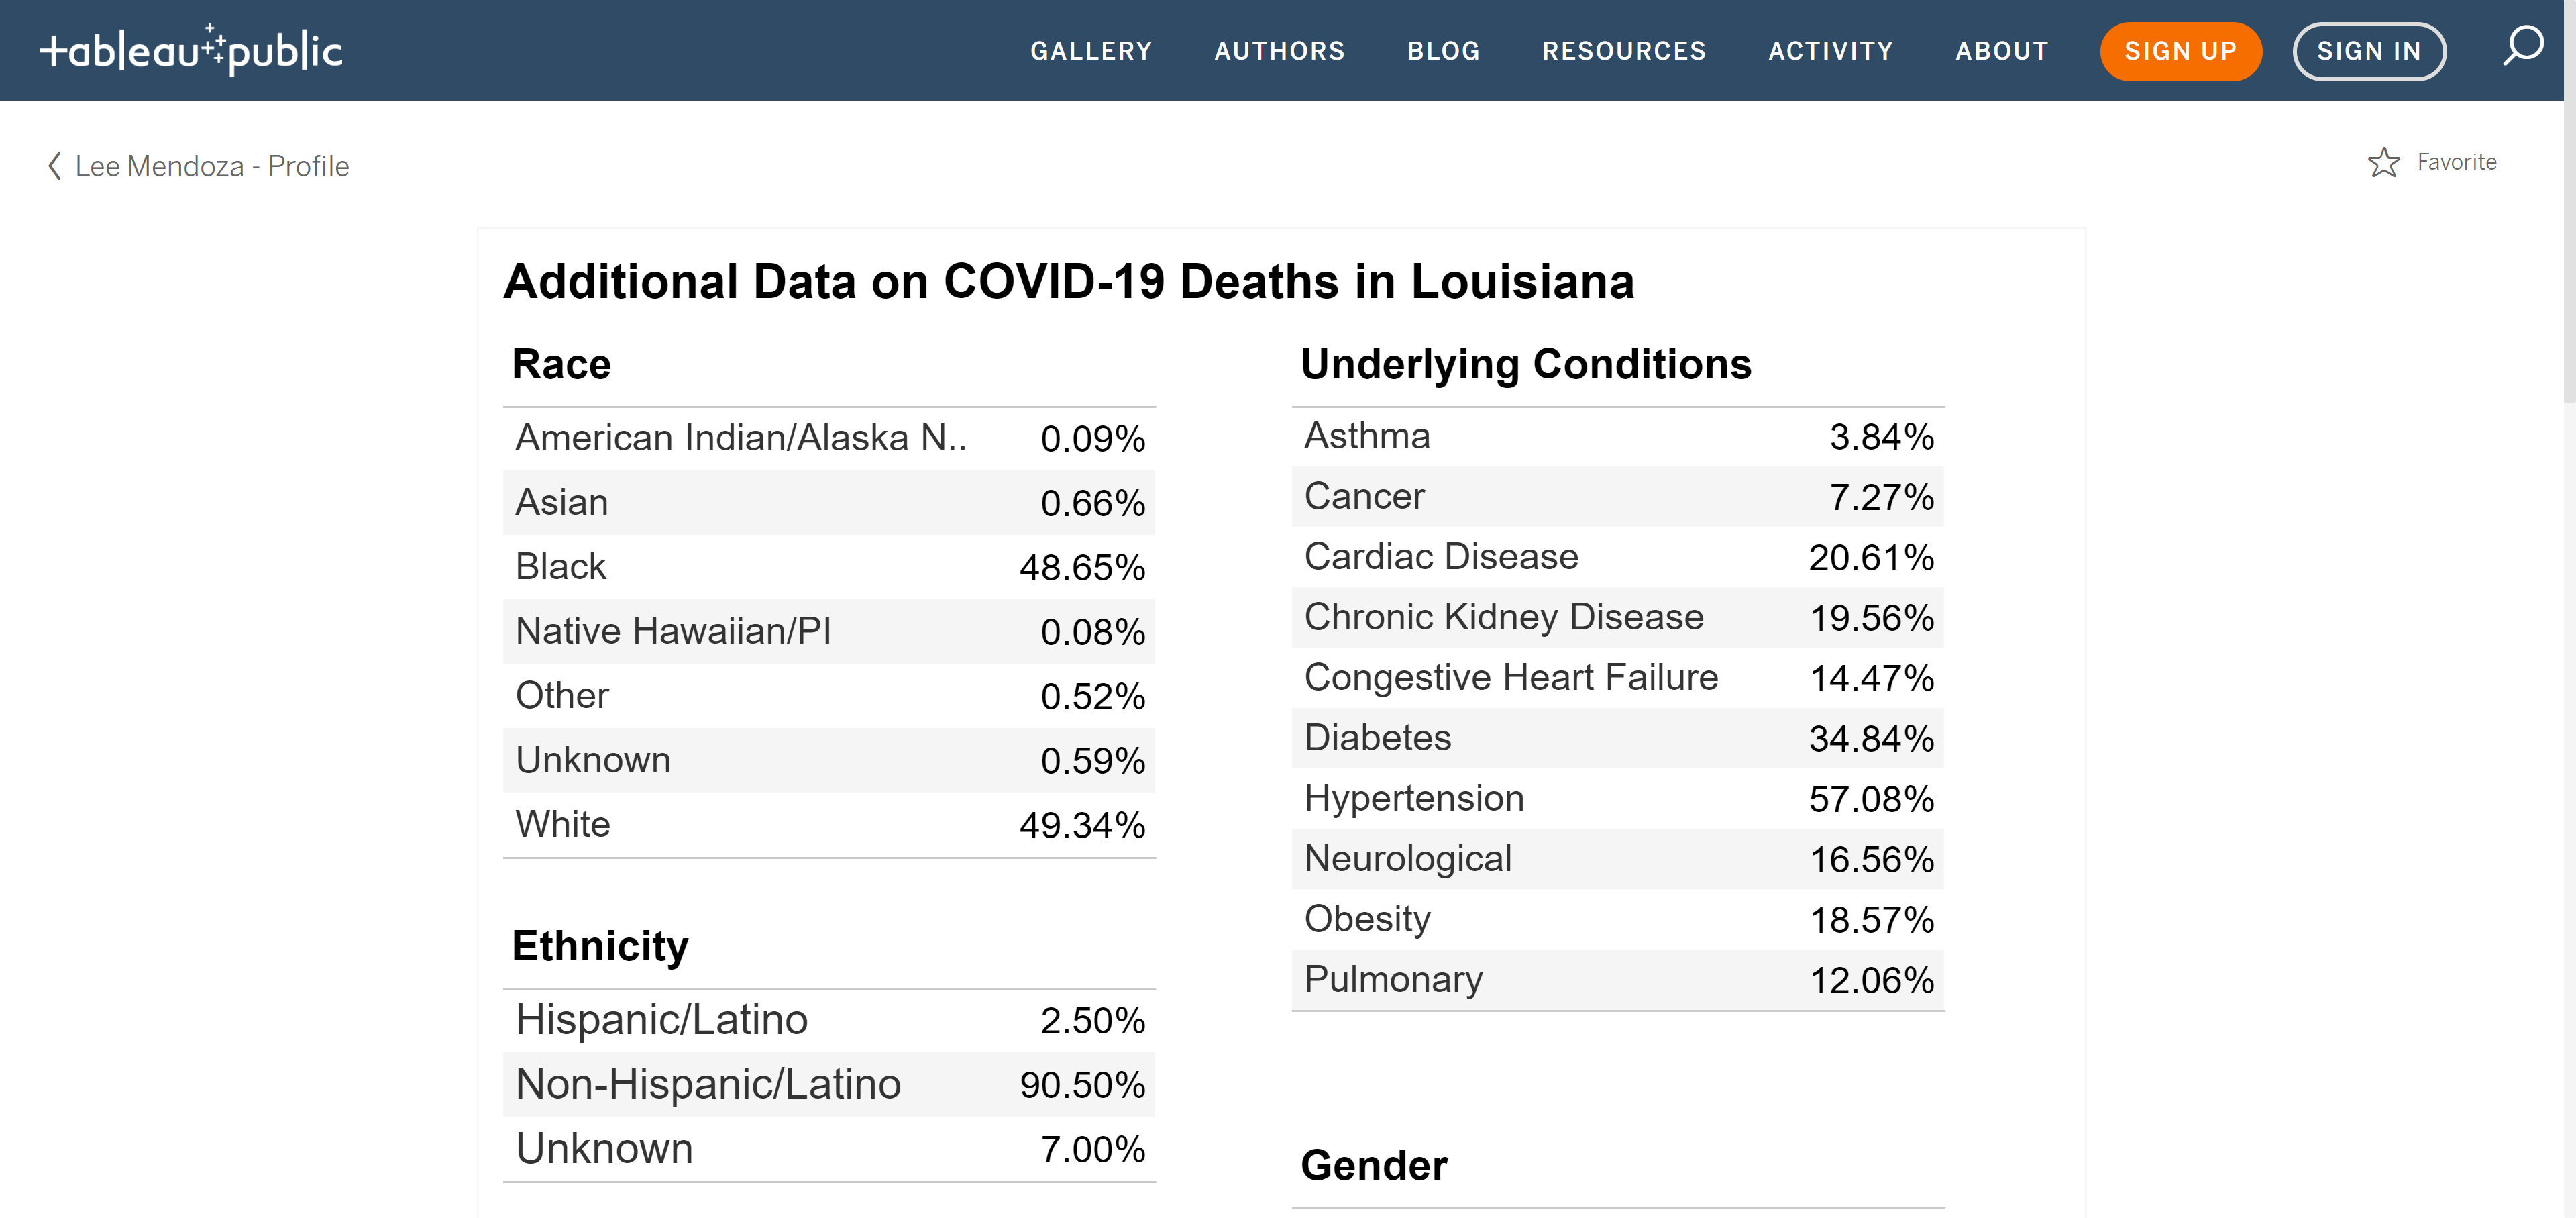 tableau public
GALLERY AUTHORS BLOG RESOURCES ACTIVITY ABOUT SIGN UP SIGN IN
Lee Mendoza - Profile
Favorite
Additional Data on COVID-19 Deaths in Louisiana
Race
American Indian/Alaska N.. 0.09%
Asian 0.66%
Black 48.65%
Native Hawaiian/PI 0.08%
Other 0.52%
Unknown 0.59%
White 49.34%
Ethnicity
Hispanic/Latino 2.50%
Non-Hispanic/Latino 90.50%
Unknown 7.00%
Underlying Conditions
Asthma 3.84%
Cancer 7.27%
Cardiac Disease 20.61%
Chronic Kidney Disease 19.56%
Congestive Heart Failure 14.47%
Diabetes 34.84%
Hypertension 57.08%
Neurological 16.56%
Obesity 18.57%
Pulmonary 12.06%
Gender